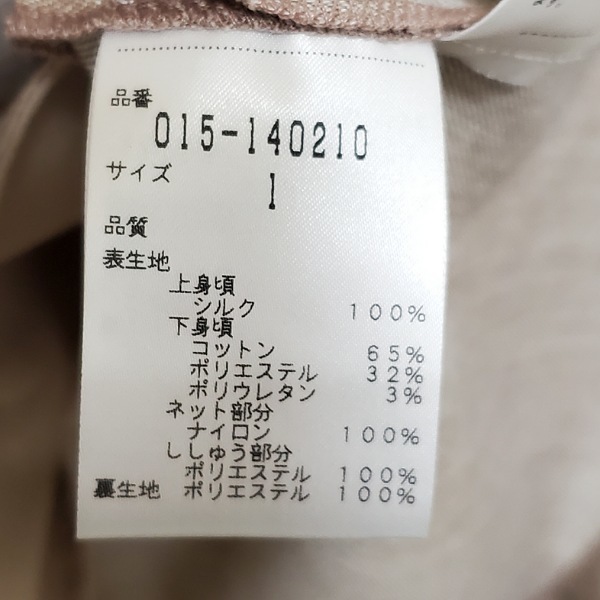 品番
015-140210
サイズ
1
品質
表生地
上身頃
シルク 100%
下身頃
コットン 65%
ポリエステル 32%
ポリウレタン 3%
ネット部分
ナイロン 100%
ししゅう部分
ポリエステル 100%
裏生地 ポリエステル 100%